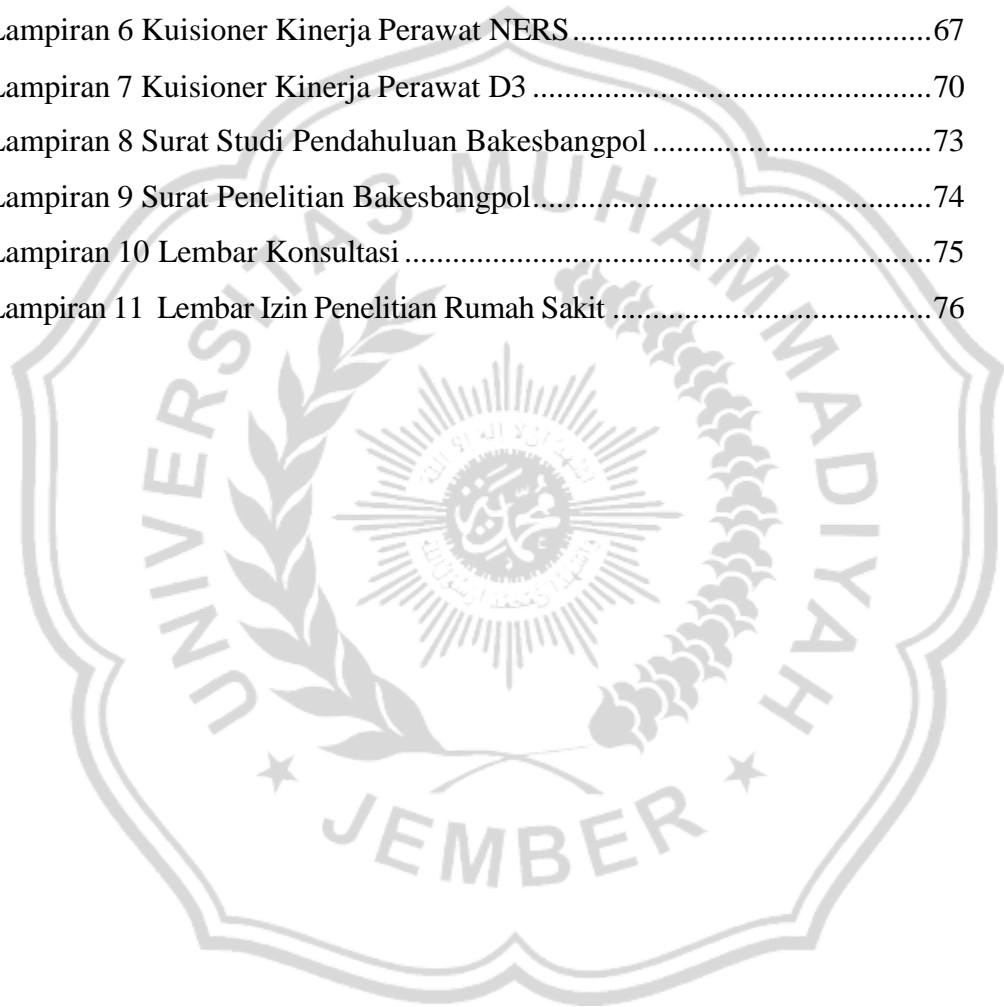 Lampiran 6 Kuisioner Kinerja Perawat NERS..........................................67
Lampiran 7 Kuisioner Kinerja Perawat D3 ...............................................70
Lampiran 8 Surat Studi Pendahuluan Bakesbangpol .................................73
Lampiran 9 Surat Penelitian Bakesbangpol...............................................74
Lampiran 10 Lembar Konsultasi ..............................................................75
Lampiran 11  Lembar Izin Penelitian Rumah Sakit .....................................76
UNIVERSITAS MUHAMMADIYAH
JEMBER